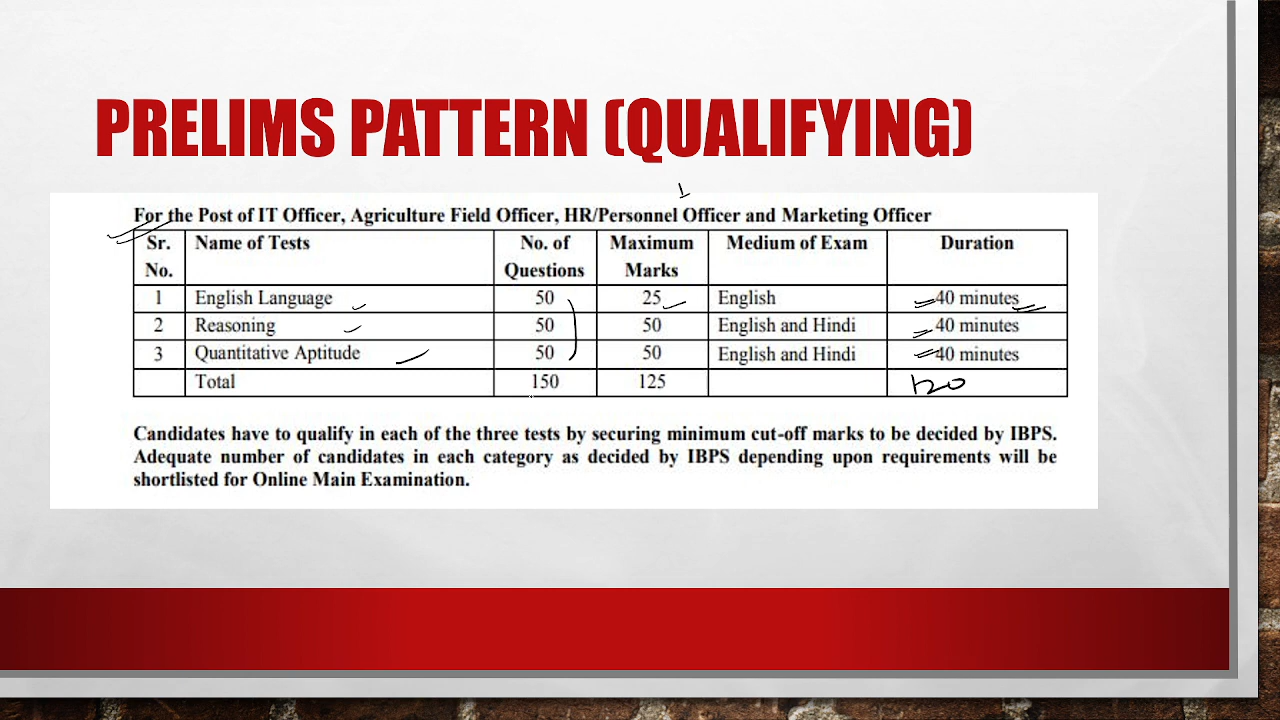 PRELIMS PATTERN (QUALIFYING)
For the Post of IT Officer, Agriculture Field Officer, HR/Personnel Officer and Marketing Officer
Sr. No. Name of Tests No. of Questions Maximum Marks Medium of Exam Duration
1 English Language 50 25 English 40 minutes
2 Reasoning 50 50 English and Hindi 40 minutes
3 Quantitative Aptitude 50 50 English and Hindi 40 minutes
Total 150 125 120
Candidates have to qualify in each of the three tests by securing minimum cut-off marks to be decided by IBPS.
Adequate number of candidates in each category as decided by IBPS depending upon requirements will be
shortlisted for Online Main Examination.